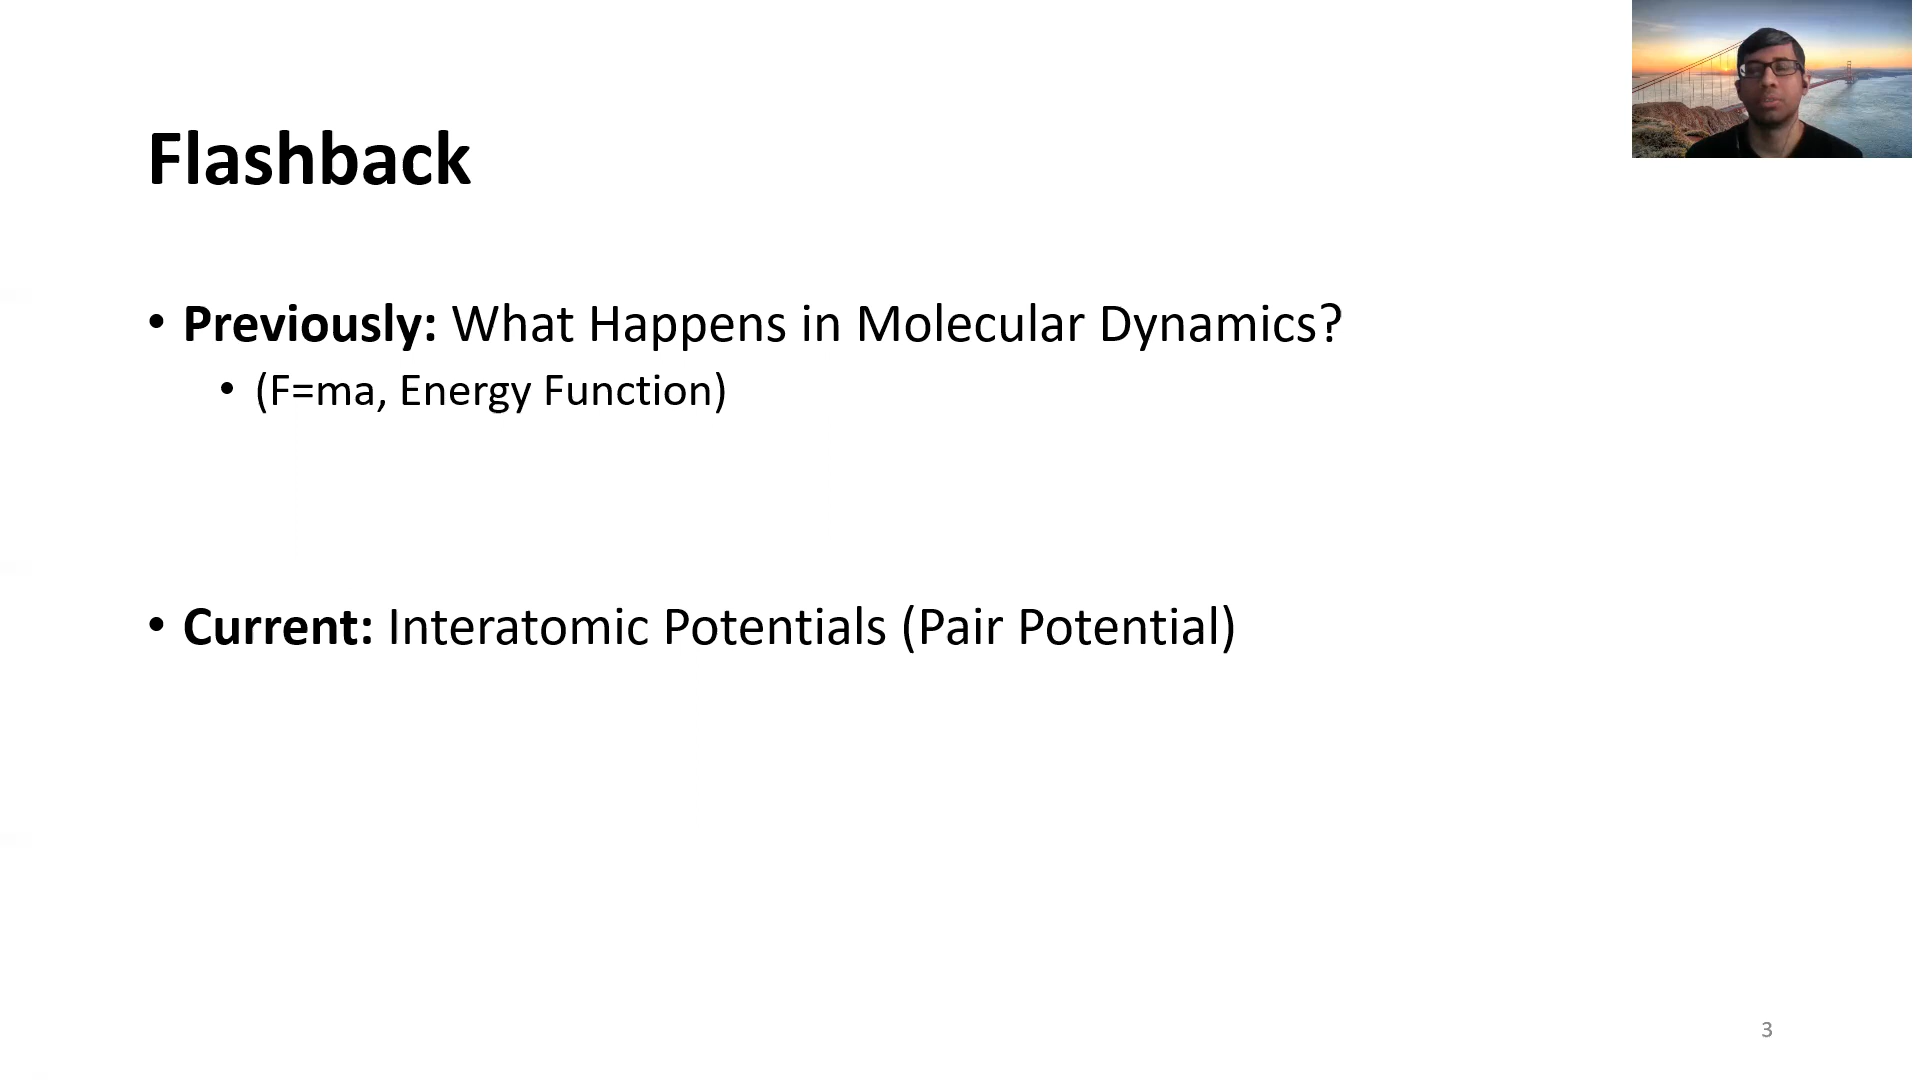 Flashback
• Previously: What Happens in Molecular Dynamics?
• (F=ma, Energy Function)
• Current: Interatomic Potentials (Pair Potential)
3